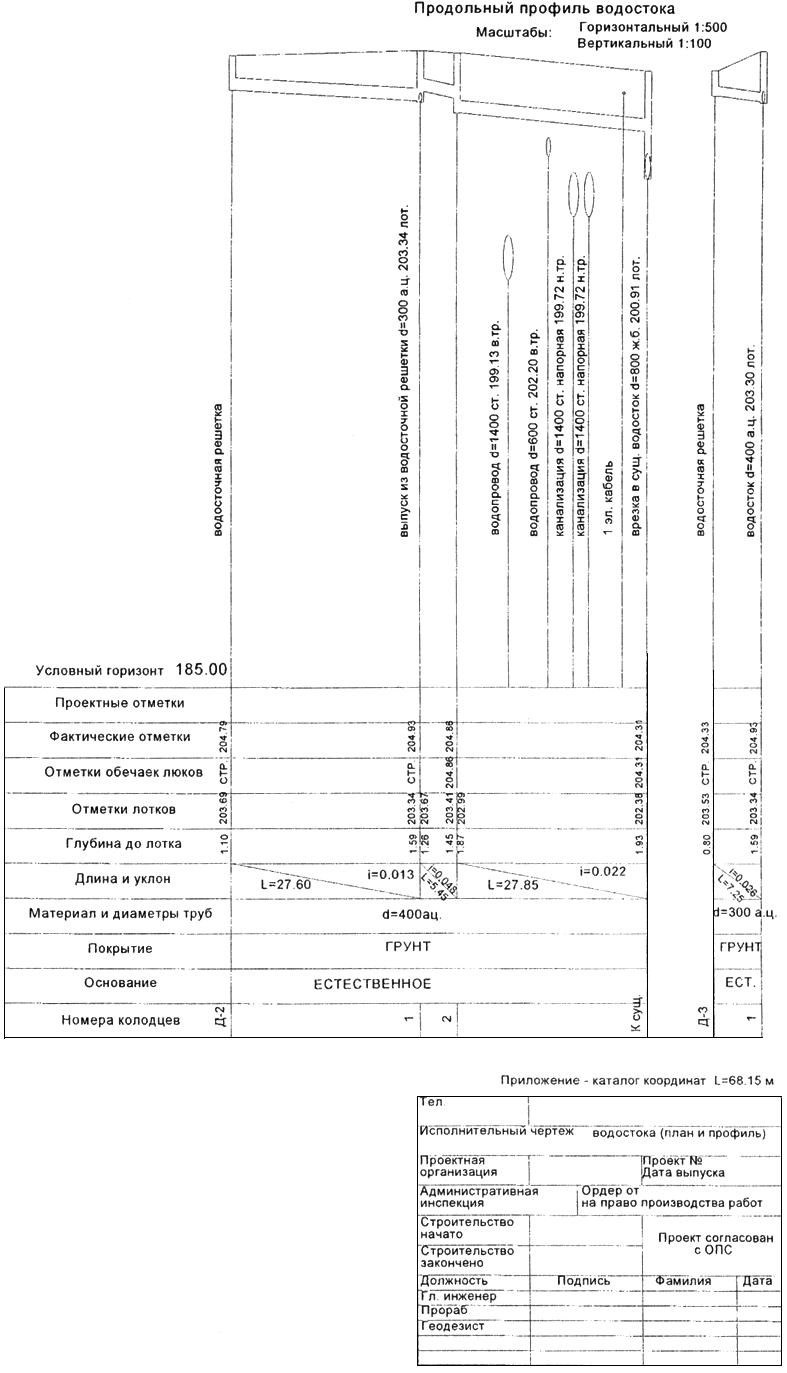 Продольный профиль водостока
Масштабы: Горизонтальный 1:500
Вертикальный 1:100
водосточная решетка
выпуск из водосточной решетки d=300 а.ц. 203.34 лот.
водопровод d=1400 ст. 199.13 в.тр.
водопровод d=600 ст. 202.20 в.тр.
канализация d=1400 ст. напорная 199.72 н.тр.
канализация d=1400 ст. напорная 199.72 н.тр.
1 эл. кабель
врезка в сущ. водосток d=800 ж.б. 200.91 лот.
водосточная решетка
водосток d=400 а.ц. 203.30 лот.
Условный горизонт 185.00
Проектные отметки
Фактические отметки 204.79 204.93 204.86 204.31 204.33 204.93
Отметки обечаек люков СТР. СТР. 204.86 204.31 СТР. СТР.
Отметки лотков 203.69 203.34 203.67 203.41 202.99 202.38 203.53 203.34
Глубина до лотка 1.10 1.59 1.26 1.45 1.87 1.93 0.80 1.59
Длина и уклон L=27.60 i=0.013 i=0.048 L=5.45 L=27.85 i=0.022 i=0.026 L=7.25
Материал и диаметры труб d=400ац. d=300 а.ц.
Покрытие ГРУНТ ГРУНТ
Основание ЕСТЕСТВЕННОЕ ЕСТ.
Номера колодцев Д-2 1 2 К сущ. Д-3 1
Приложение - каталог координат L=68.15 м
Тел.
Исполнительный чертеж водостока (план и профиль)
Проектная организация Проект №
Дата выпуска
Административная инспекция Ордер от
на право производства работ
Строительство начато
Проект согласован с ОПС
Строительство закончено
Должность Подпись Фамилия Дата
Гл. инженер
Прораб
Геодезист